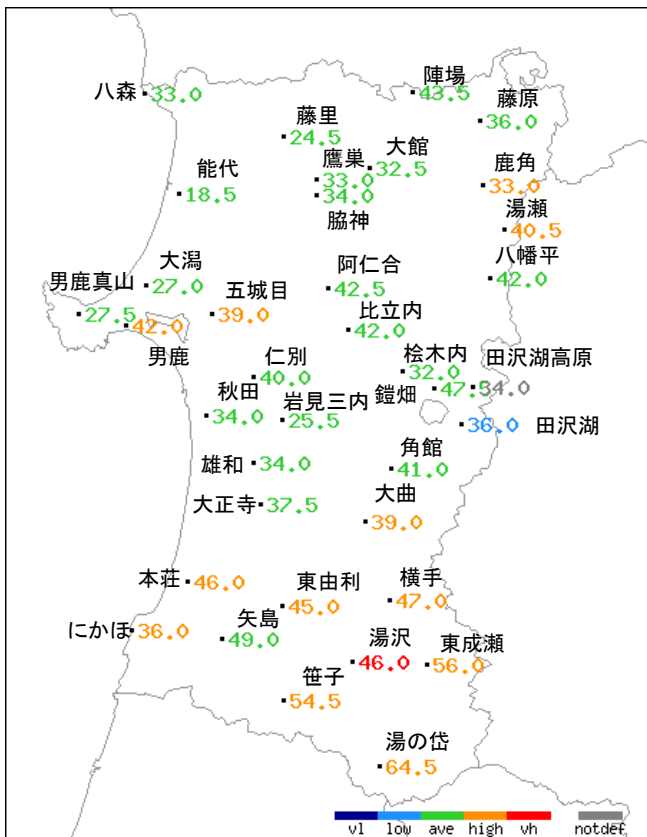 陣場
43.5
八森
33.0
藤原
36.0
藤里
24.5
大館
32.5
鷹巣
33.0
34.0
脇神
能代
18.5
鹿角
33.0
湯瀬
40.5
八幡平
42.0
大潟
27.0
男鹿真山
27.5
42.0
男鹿
五城目
39.0
阿仁合
42.5
比立内
42.0
仁別
40.0
桧木内
32.0
鎧畑
47.5
田沢湖高原
34.0
秋田
34.0
岩見三内
25.5
36.0
田沢湖
雄和
34.0
角館
41.0
大正寺
37.5
大曲
39.0
本荘
46.0
東由利
45.0
横手
47.0
にかほ
36.0
矢島
49.0
湯沢
46.0
東成瀬
56.0
笹子
54.5
湯の岱
64.5
vl low ave high vh notdef